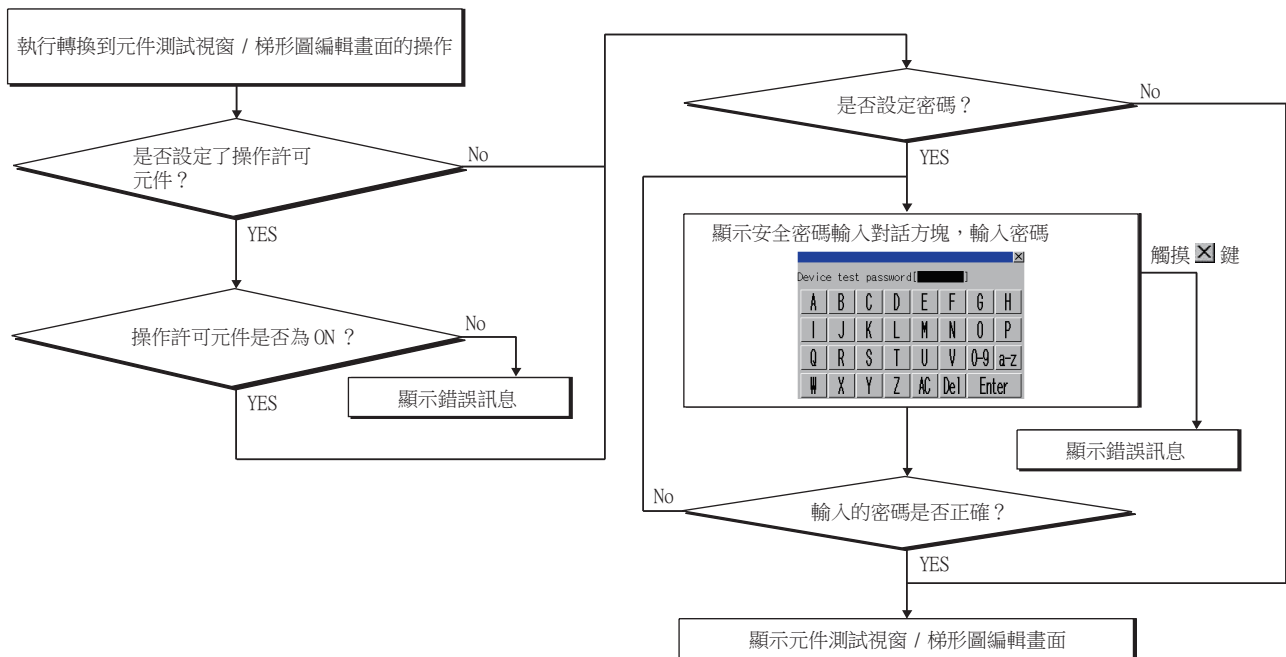 執行轉換到元件測試視窗 / 梯形圖編輯畫面的操作
是否設定了操作許可
元件？
No
YES
操作許可元件是否為 ON ？
No
YES
顯示錯誤訊息
是否設定密碼？
No
YES
顯示安全密碼輸入對話方塊，輸入密碼
Device test password[ ]
A B C D E F G H
I J K L M N O P
Q R S T U V 0-9 a-z
W X Y Z AC Del Enter
觸摸 X 鍵
顯示錯誤訊息
No
輸入的密碼是否正確？
YES
顯示元件測試視窗 / 梯形圖編輯畫面